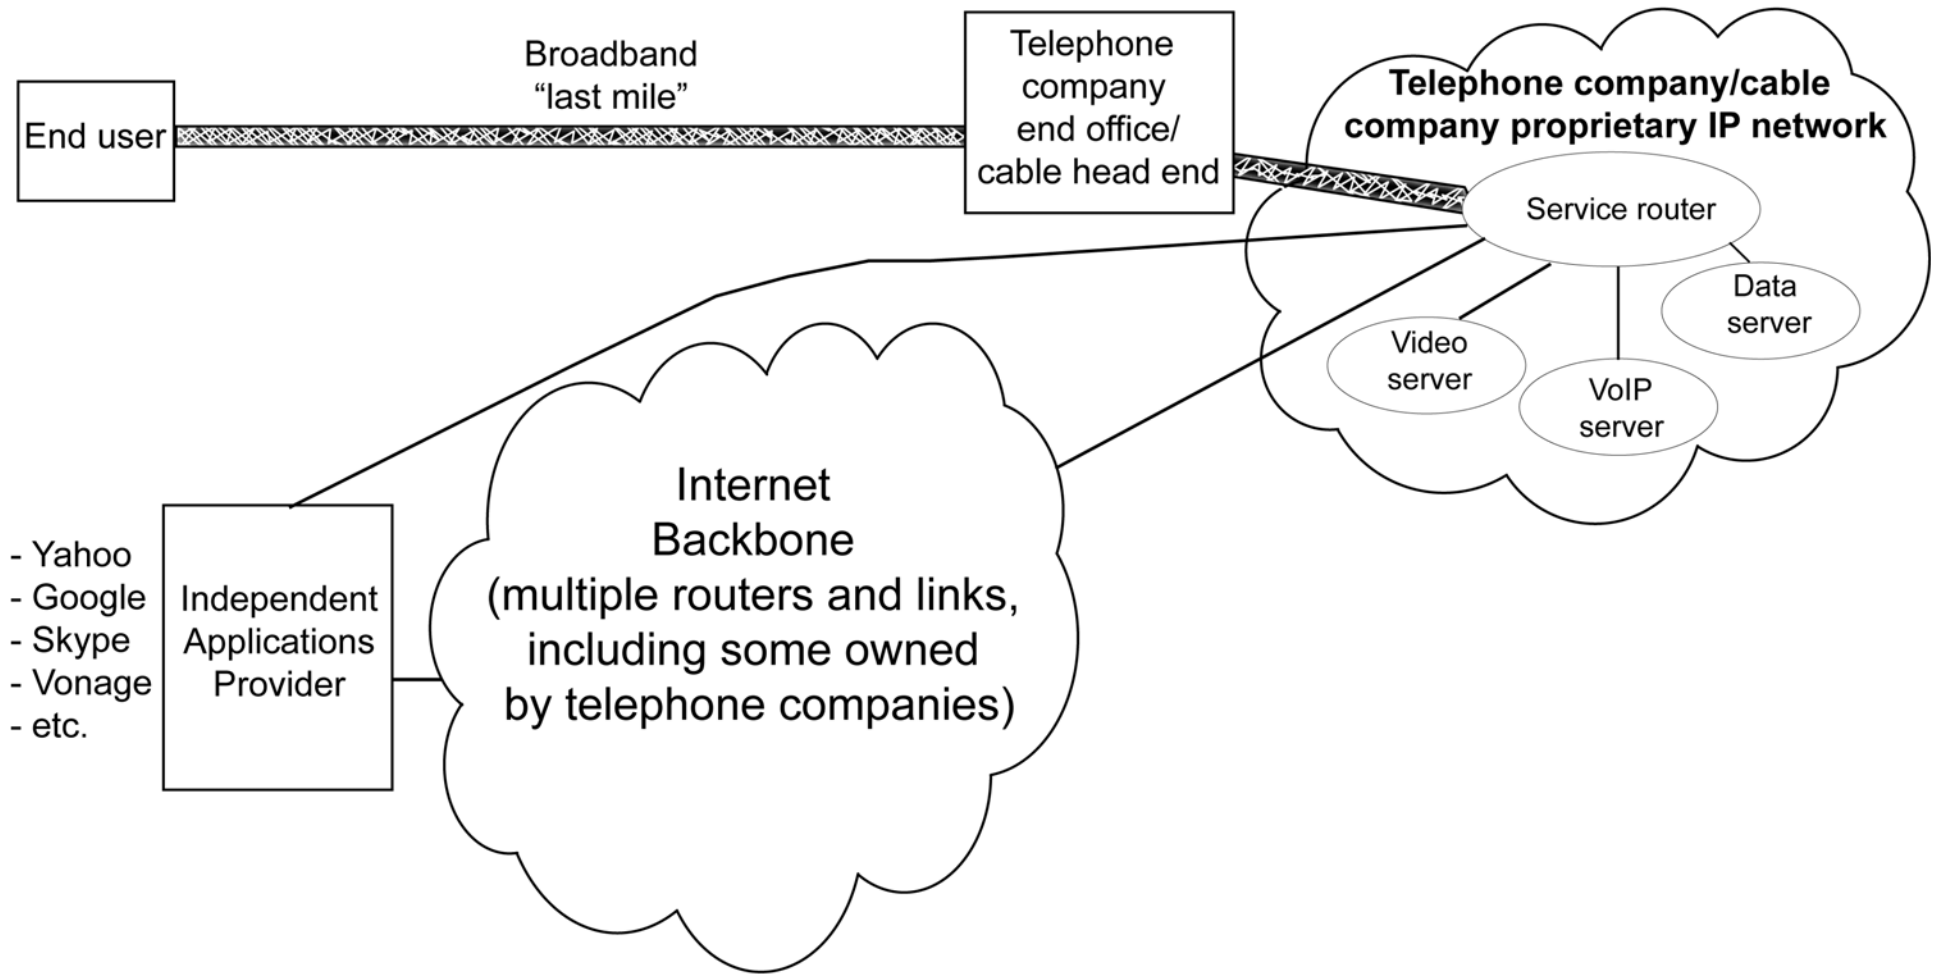 End user
Broadband
“last mile”
Telephone
company
end office/
cable head end
Telephone company/cable
company proprietary IP network
Service router
Data
server
Video
server
VoIP
server
- Yahoo
- Google
- Skype
- Vonage
- etc.
Independent
Applications
Provider
Internet
Backbone
(multiple routers and links,
including some owned
by telephone companies)